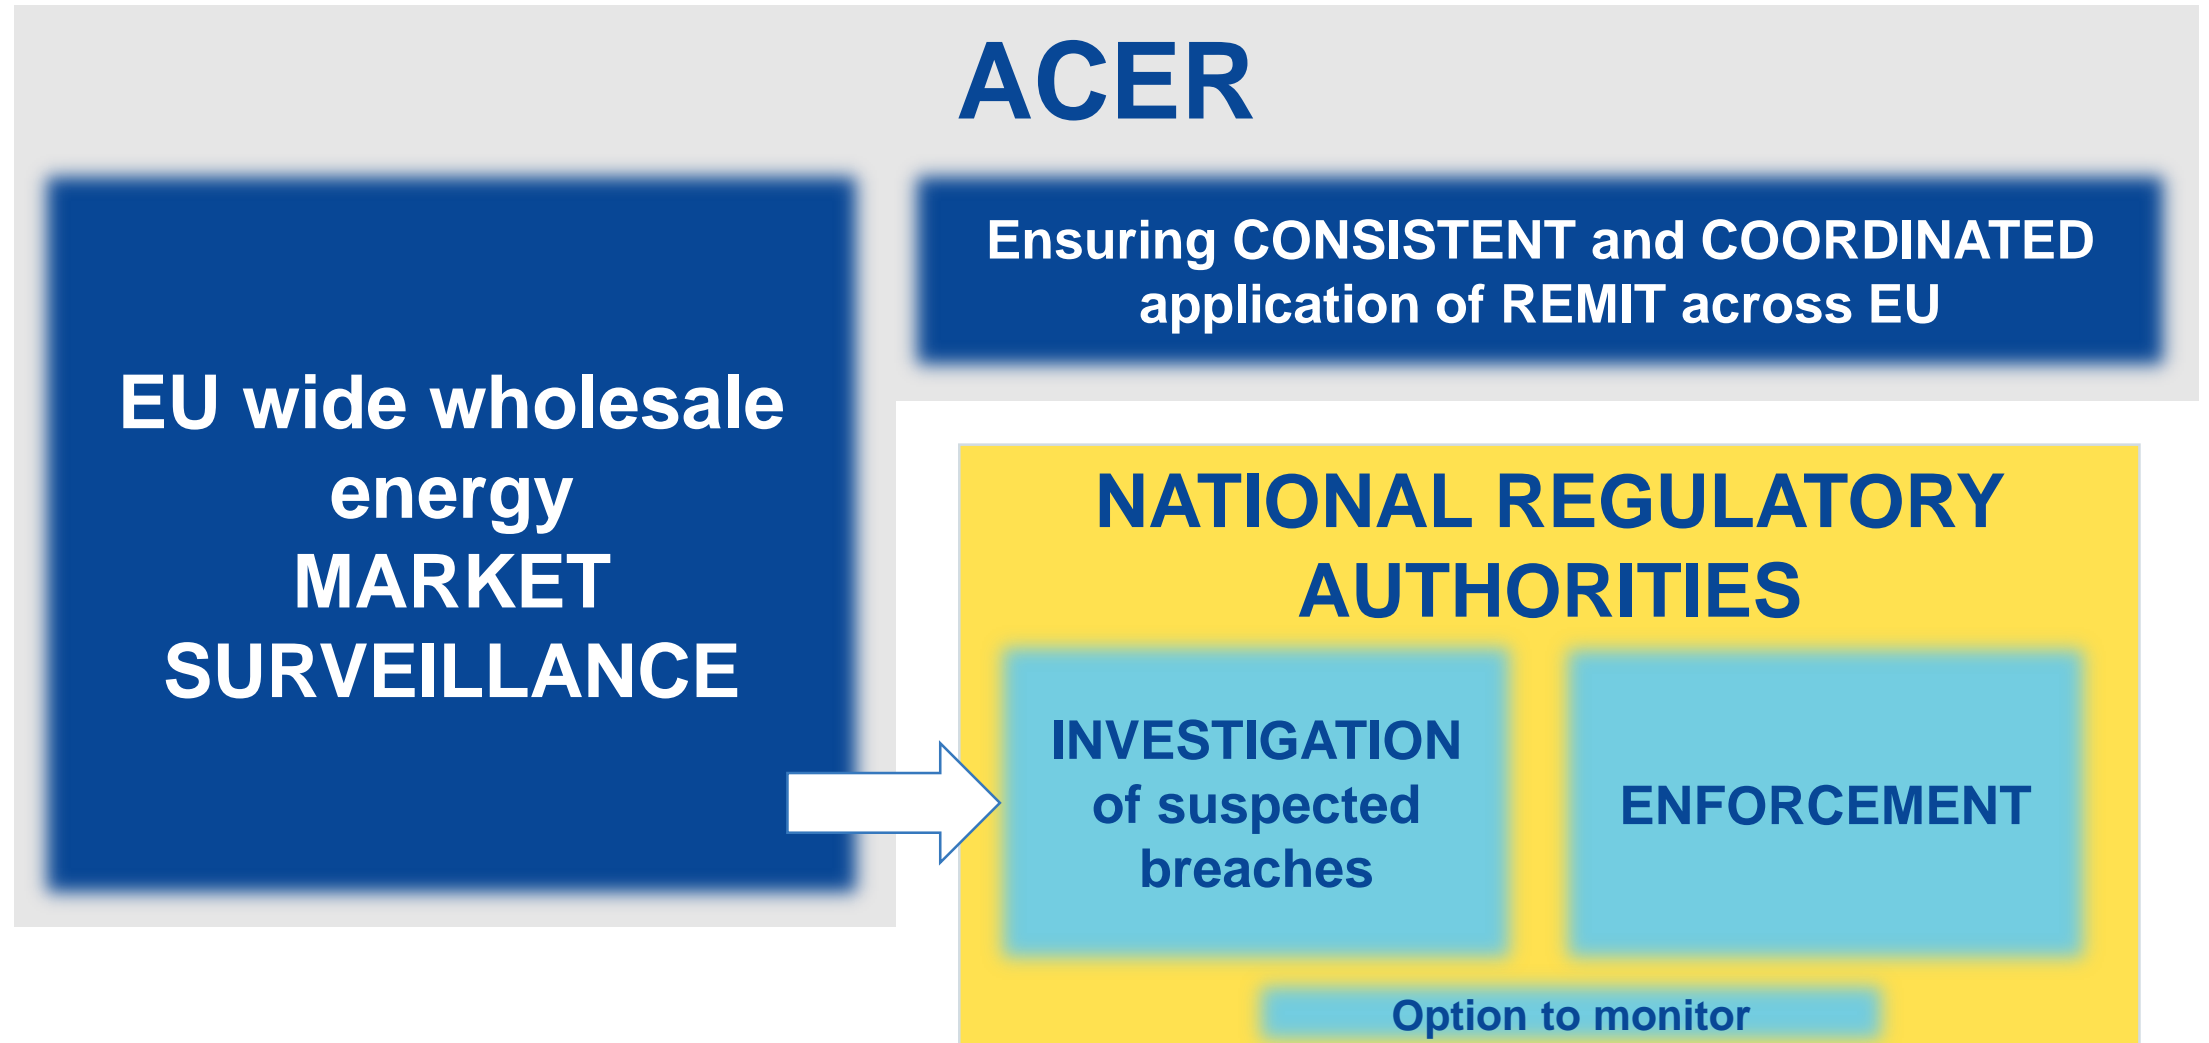 ACER
EU wide wholesale
energy
MARKET
SURVEILLANCE
Ensuring CONSISTENT and COORDINATED
application of REMIT across EU
NATIONAL REGULATORY
AUTHORITIES
INVESTIGATION
of suspected
breaches
ENFORCEMENT
Option to monitor